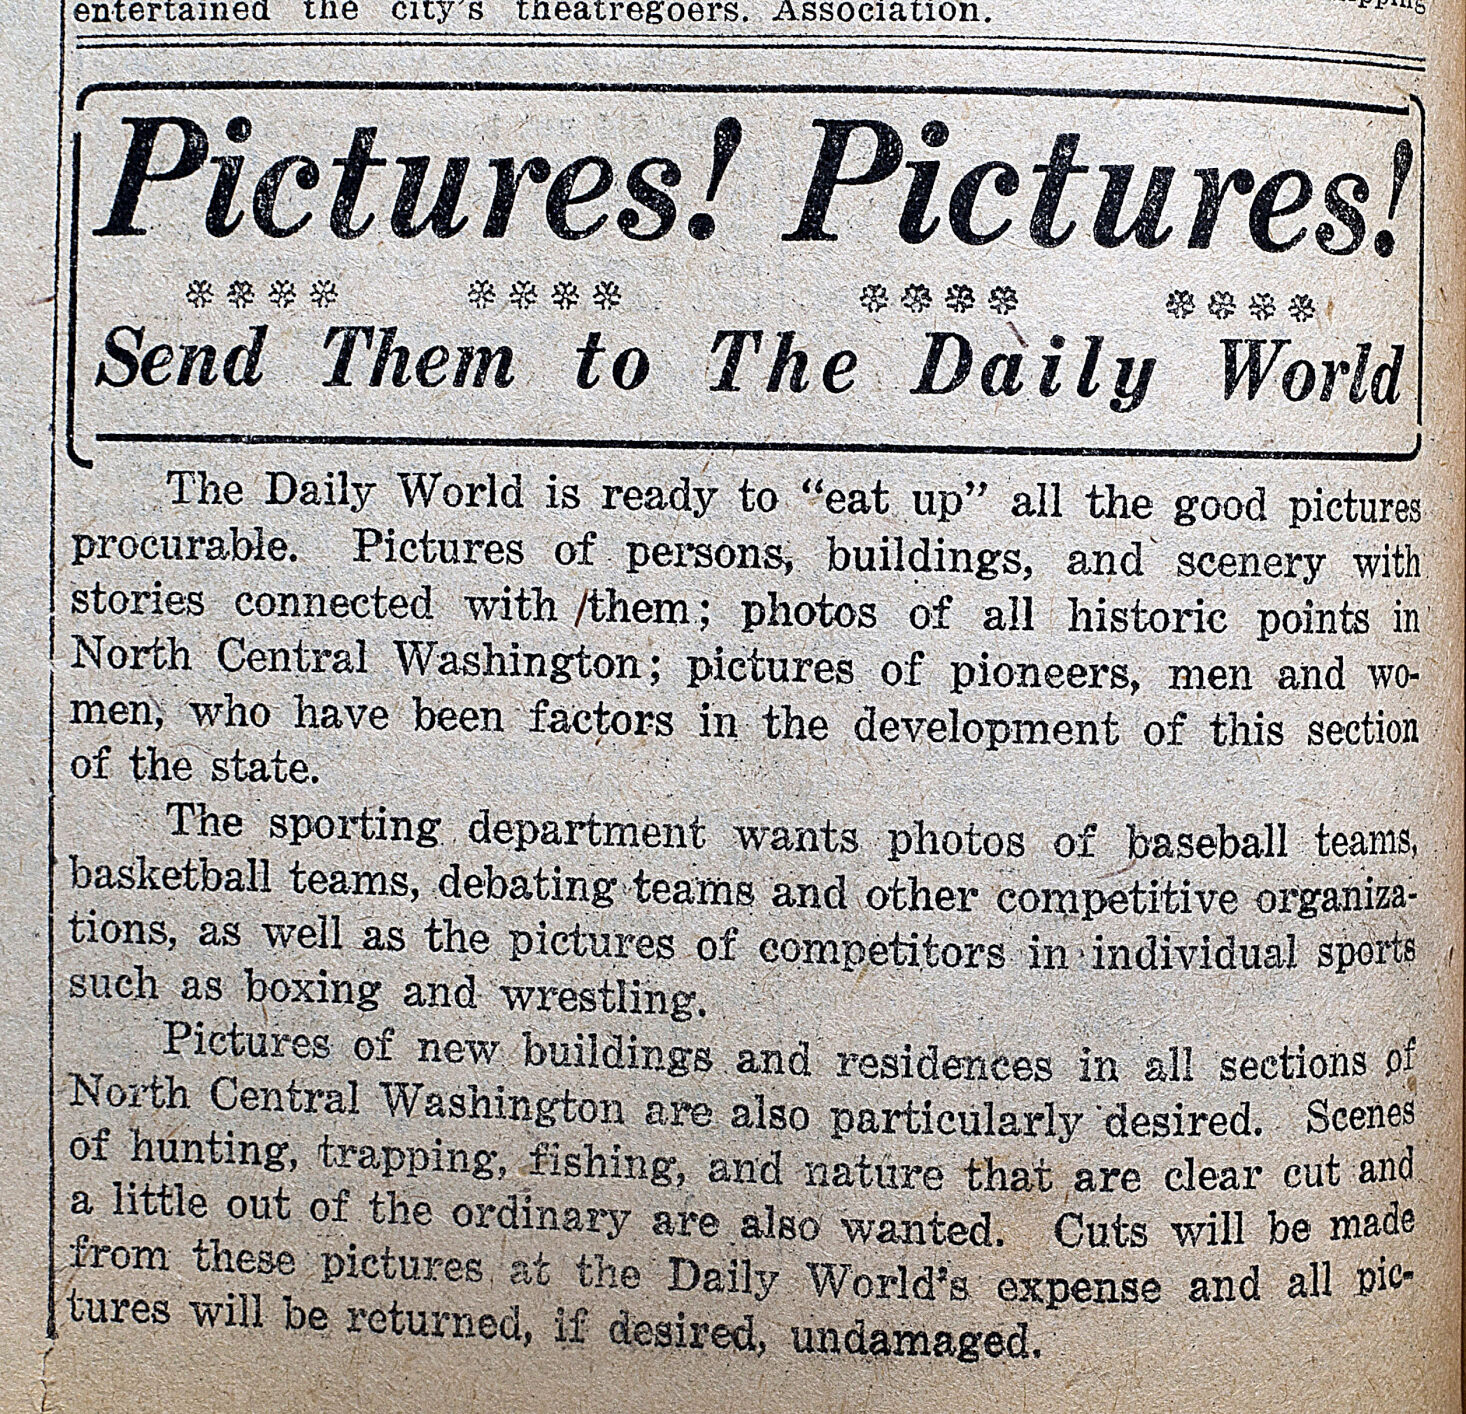 entertained the city's theatregoers. Association.
Pictures! Pictures!
**** **** **** ****
Send Them to The Daily World
The Daily World is ready to “eat up” all the good pictures
procurable. Pictures of persons, buildings, and scenery with
stories connected with them; photos of all historic points in
North Central Washington; pictures of pioneers, men and wo-
men, who have been factors in the development of this section
of the state.
The sporting department wants photos of baseball teams,
basketball teams, debating teams and other competitive organiza-
tions, as well as the pictures of competitors in individual sports
such as boxing and wrestling.
Pictures of new buildings and residences in all sections of
North Central Washington are also particularly desired. Scenes
of hunting, trapping, fishing, and nature that are clear cut and
a little out of the ordinary are also wanted. Cuts will be made
from these pictures at the Daily World's expense and all pic-
tures will be returned, if desired, undamaged.